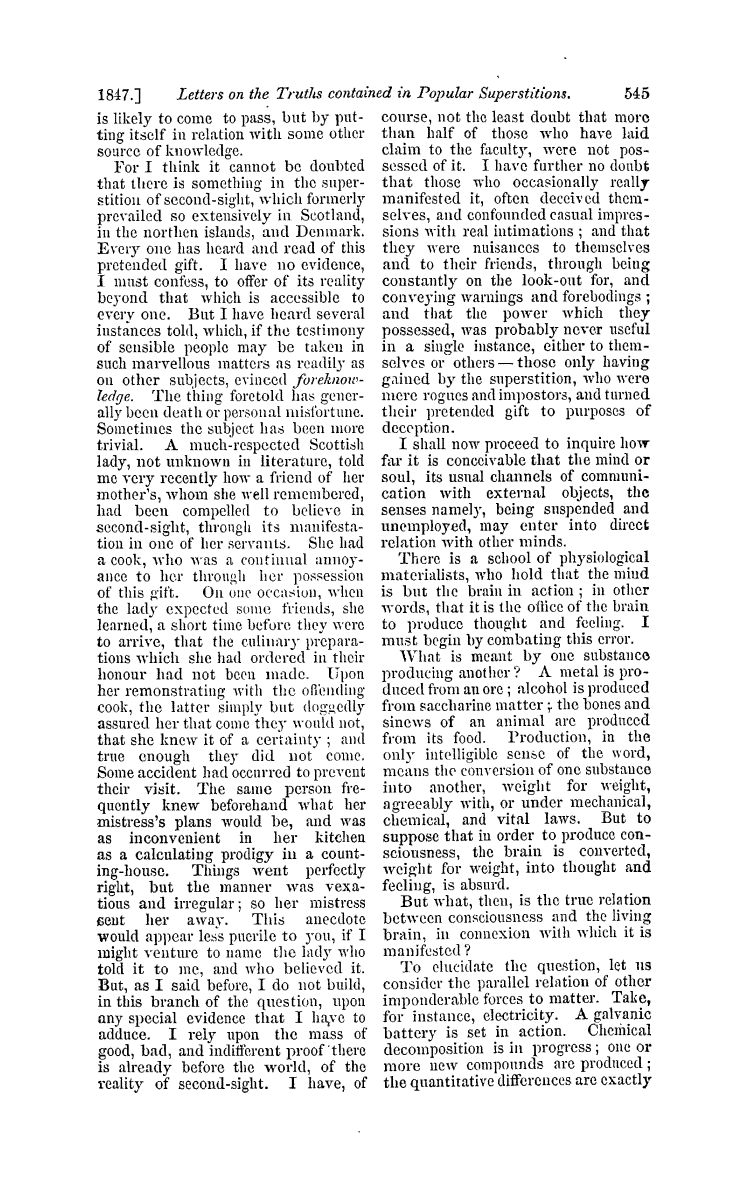 1847.] Letters on the Truths contained in Popular Superstitions. 545
is likely to come to pass, but by put-
ting itself in relation with some other
source of knowledge.
For I think it cannot be doubted
that there is something in the super-
stition of second-sight, which formerly
prevailed so extensively in Scotland,
in the northen islands, and Denmark.
Every one has heard and read of this
pretended gift. I have no evidence,
I must confess, to offer of its reality
beyond that which is accessible to
every one. But I have heard several
instances told, which, if the testimony
of sensible people may be taken in
such marvellous matters as readily as
on other subjects, evinced foreknow-
ledge. The thing foretold has gener-
ally been death or personal misfortune.
Sometimes the subject has been more
trivial. A much-respected Scottish
lady, not unknown in literature, told
me very recently how a friend of her
mother's, whom she well remembered,
had been compelled to believe in
second-sight, through its manifesta-
tion in one of her servants. She had
a cook, who was a continual annoy-
ance to her through her possession
of this gift. On one occasion, when
the lady expected some friends, she
learned, a short time before they were
to arrive, that the culinary prepara-
tions which she had ordered in their
honour had not been made. Upon
her remonstrating with the offending
cook, the latter simply but doggedly
assured her that come they would not,
that she knew it of a certainty; and
true enough they did not come.
Some accident had occurred to prevent
their visit. The same person fre-
quently knew beforehand what her
mistress's plans would be, and was
as inconvenient in her kitchen
as a calculating prodigy in a count-
ing-house. Things went perfectly
right, but the manner was vexa-
tious and irregular; so her mistress
sent her away. This anecdote
would appear less puerile to you, if I
might venture to name the lady who
told it to me, and who believed it.
But, as I said before, I do not build,
in this branch of the question, upon
any special evidence that I have to
adduce. I rely upon the mass of
good, bad, and indifferent proof there
is already before the world, of the
reality of second-sight. I have, of
course, not the least doubt that more
than half of those who have laid
claim to the faculty, were not pos-
sessed of it. I have further no doubt
that those who occasionally really
manifested it, often deceived them-
selves, and confounded casual impres-
sions with real intimations; and that
they were nuisances to themselves
and to their friends, through being
constantly on the look-out for, and
conveying warnings and forebodings;
and that the power which they
possessed, was probably never useful
in a single instance, either to them-
selves or others—those only having
gained by the superstition, who were
mere rogues and impostors, and turned
their pretended gift to purposes of
deception.
I shall now proceed to inquire how
far it is conceivable that the mind or
soul, its usual channels of communi-
cation with external objects, the
senses namely, being suspended and
unemployed, may enter into direct
relation with other minds.
There is a school of physiological
materialists, who hold that the mind
is but the brain in action; in other
words, that it is the office of the brain
to produce thought and feeling. I
must begin by combating this error.
What is meant by one substance
producing another? A metal is pro-
duced from an ore; alcohol is produced
from saccharine matter; the bones and
sinews of an animal are produced
from its food. Production, in the
only intelligible sense of the word,
means the conversion of one substance
into another, weight for weight,
agreeably with, or under mechanical,
chemical, and vital laws. But to
suppose that in order to produce con-
sciousness, the brain is converted,
weight for weight, into thought and
feeling, is absurd.
But what, then, is the true relation
between consciousness and the living
brain, in connexion with which it is
manifested?
To elucidate the question, let us
consider the parallel relation of other
imponderable forces to matter. Take,
for instance, electricity. A galvanic
battery is set in action. Chemical
decomposition is in progress; one or
more new compounds are produced;
the quantitative differences are exactly